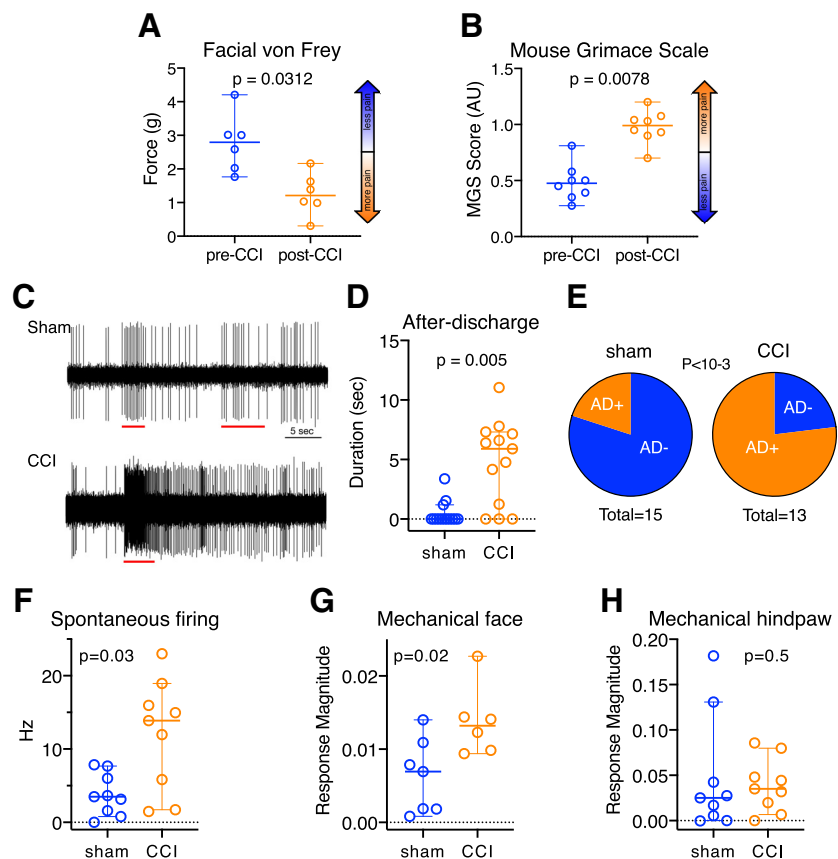 A
Facial von Frey
p = 0.0312
Force (g)
5
4
3
2
1
0
pre-CCI
post-CCI
less pain
more pain
B
Mouse Grimace Scale
p = 0.0078
MGS Score (AU)
1.5
1.0
0.5
0.0
pre-CCI
post-CCI
more pain
less pain
C
Sham
5 sec
CCI
D
After-discharge
p = 0.005
Duration (sec)
15
10
5
0
sham
CCI
E
sham
P<10-3
CCI
AD+
AD-
AD-
AD+
Total=15
Total=13
F
Spontaneous firing
p=0.03
Hz
20
10
0
sham
CCI
G
Mechanical face
p=0.02
Response Magnitude
0.02
0.01
0.00
sham
CCI
H
Mechanical hindpaw
p=0.5
Response Magnitude
0.20
0.15
0.10
0.05
0.00
sham
CCI